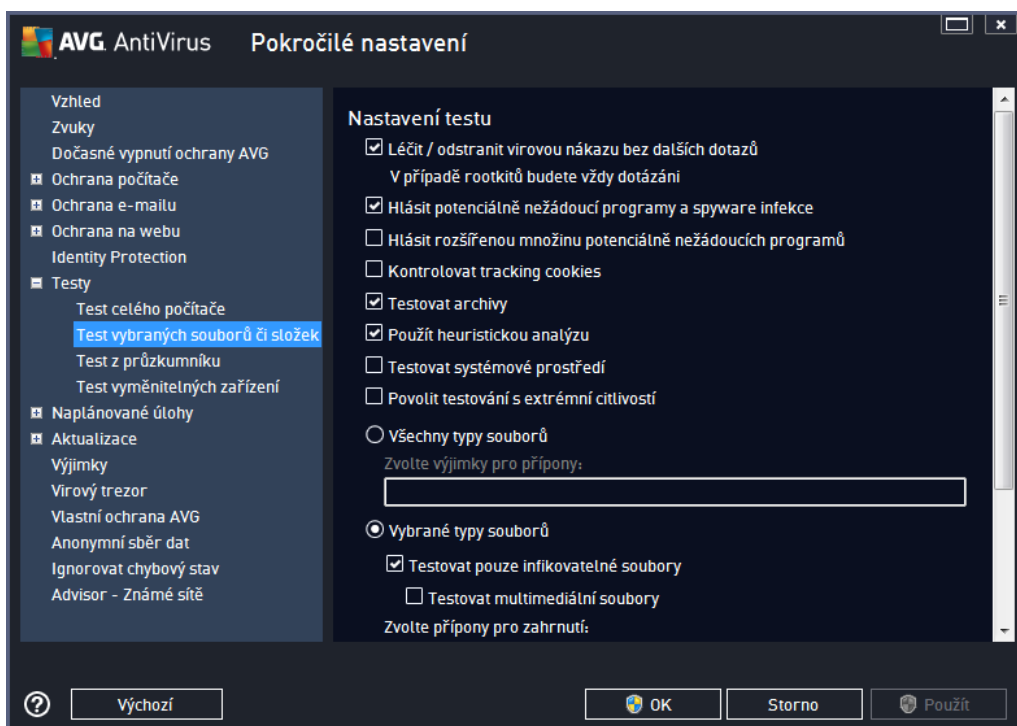 AVG. AntiVirus Pokročilé nastavení
Vzhled
Zvuky
Dočasné vypnutí ochrany AVG
Ochrana počítače
Ochrana e-mailu
Ochrana na webu
Identity Protection
Testy
Test celého počítače
Test vybraných souborů či složek
Test z průzkumníku
Test vyměnitelných zařízení
Naplánované úlohy
Aktualizace
Výjimky
Virový trezor
Vlastní ochrana AVG
Anonymní sběr dat
Ignorovat chybový stav
Advisor - Známé sítě
Nastavení testu
Léčit / odstranit virovou nákazu bez dalších dotazů
V případě rootkitů budete vždy dotázáni
Hlásit potenciálně nežádoucí programy a spyware infekce
Hlásit rozšířenou množinu potenciálně nežádoucích programů
Kontrolovat tracking cookies
Testovat archivy
Použít heuristickou analýzu
Testovat systémové prostředí
Povolit testování s extrémní citlivostí
Všechny typy souborů
Zvolte výjimky pro přípony:
Vybrané typy souborů
Testovat pouze infikovatelné soubory
Testovat multimediální soubory
Zvolte přípony pro zahrnutí:
? Výchozí OK Storno Použít